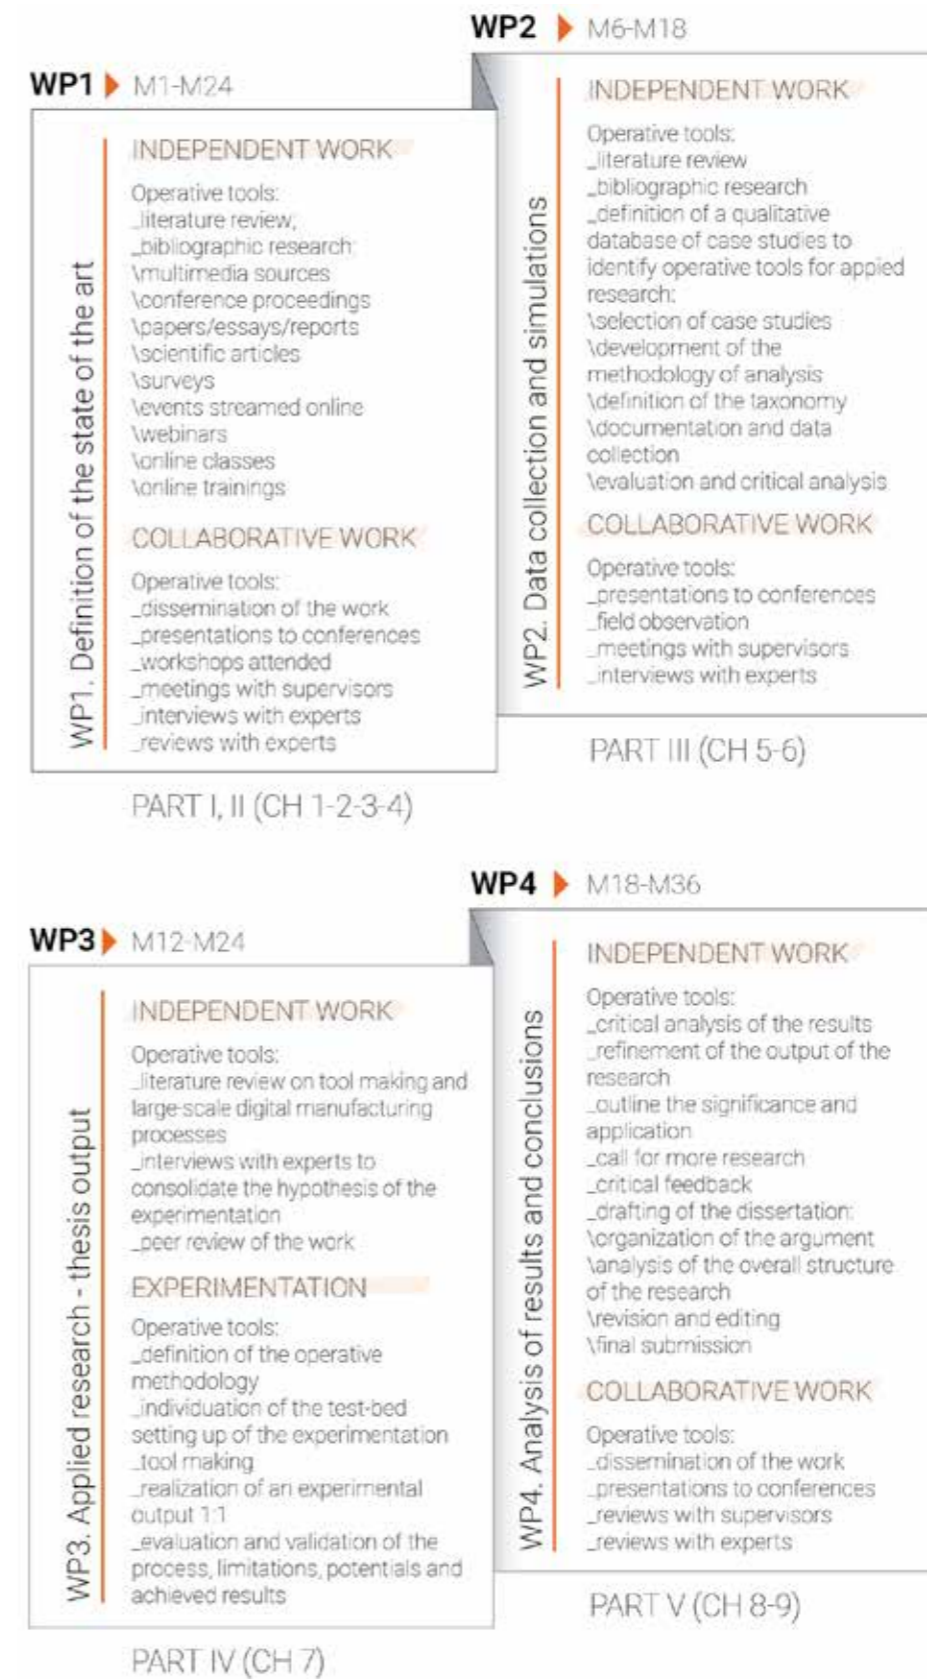 WP1 M1-M24
WP1. Definition of the state of the art
INDEPENDENT WORK
Operative tools:
_literature review;
_bibliographic research:
\multimedia sources
\conference proceedings
\papers/essays/reports
\scientific articles
\surveys
\events streamed online
\webinars
\online classes
\online trainings
COLLABORATIVE WORK
Operative tools:
_dissemination of the work
_presentations to conferences
_workshops attended
_meetings with supervisors
_interviews with experts
_reviews with experts
PART I, II (CH 1-2-3-4)
WP2 M6-M18
WP2. Data collection and simulations
INDEPENDENT WORK
Operative tools:
_literature review
_bibliographic research
_definition of a qualitative
database of case studies to
identify operative tools for appied
research:
\selection of case studies
\development of the
methodology of analysis
\definition of the taxonomy
\documentation and data
collection
\evaluation and critical analysis
COLLABORATIVE WORK
Operative tools:
_presentations to conferences
_field observation
_meetings with supervisors
_interviews with experts
PART III (CH 5-6)
WP3 M12-M24
WP3. Applied research - thesis output
INDEPENDENT WORK
Operative tools:
_literature review on tool making and
large-scale digital manufacturing
processes
_interviews with experts to
consolidate the hypothesis of the
experimentation
_peer review of the work
EXPERIMENTATION
Operative tools:
_definition of the operative
methodology
_individuation of the test-bed
setting up of the experimentation
_tool making
_realization of an experimental
output 1:1
_evaluation and validation of the
process, limitations, potentials and
achieved results
PART IV (CH 7)
WP4 M18-M36
WP4. Analysis of results and conclusions
INDEPENDENT WORK
Operative tools:
_critical analysis of the results
_refinement of the output of the
research
_outline the significance and
application
_call for more research
_critical feedback
_drafting of the dissertation:
\organization of the argument
\analysis of the overall structure
of the research
\revision and editing
\final submission
COLLABORATIVE WORK
Operative tools:
_dissemination of the work
_presentations to conferences
_reviews with supervisors
_reviews with experts
PART V (CH 8-9)